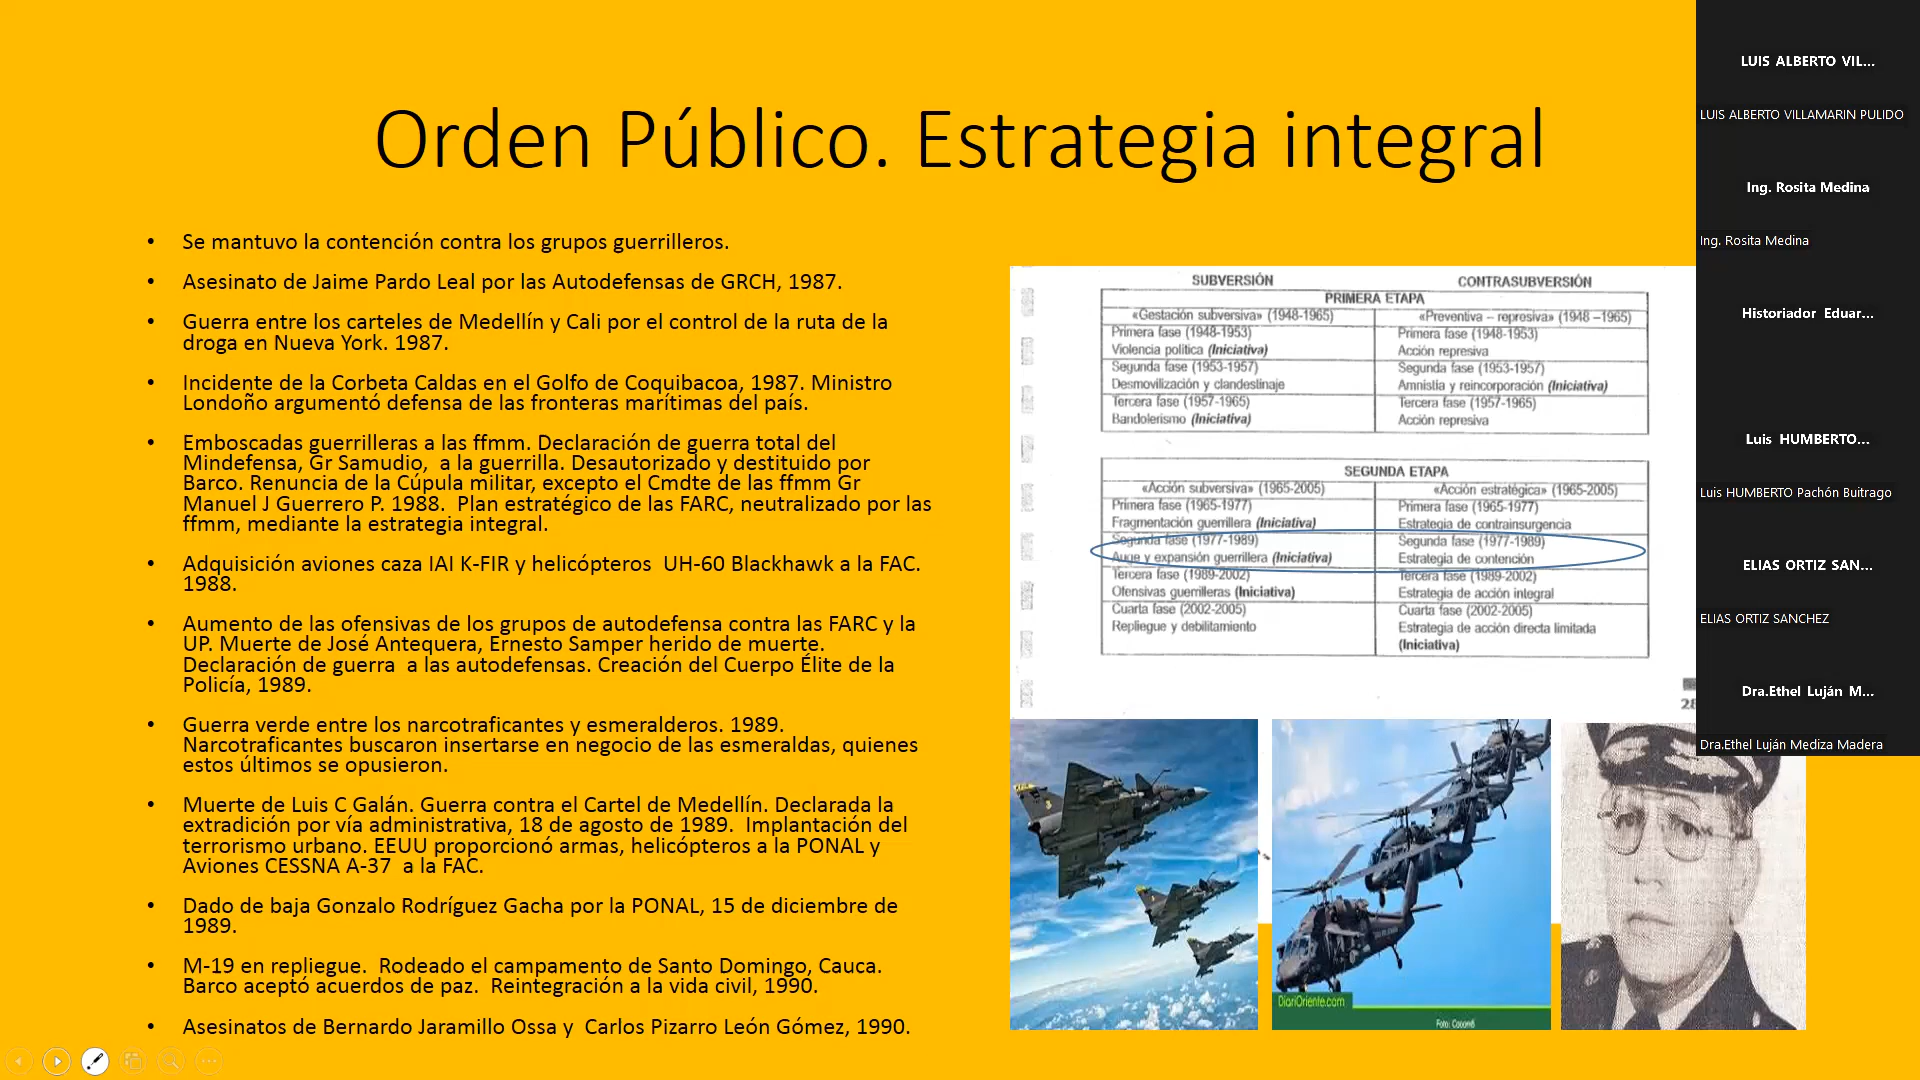 Orden Público. Estrategia integral
• Se mantuvo la contención contra los grupos guerrilleros.
• Asesinato de Jaime Pardo Leal por las Autodefensas de GRCH, 1987.
• Guerra entre los carteles de Medellín y Cali por el control de la ruta de la
droga en Nueva York. 1987.
• Incidente de la Corbeta Caldas en el Golfo de Coquibacoa, 1987. Ministro
Londoño argumentó defensa de las fronteras marítimas del país.
• Emboscadas guerrilleras a las ffmm. Declaración de guerra total del
Mindefensa, Gr Samudio, a la guerrilla. Desautorizado y destituido por
Barco. Renuncia de la Cúpula militar, excepto el Cmdte de las ffmm Gr
Manuel J Guerrero P. 1988. Plan estratégico de las FARC, neutralizado por las
ffmm, mediante la estrategia integral.
• Adquisición aviones caza IAI K-FIR y helicópteros UH-60 Blackhawk a la FAC.
1988.
• Aumento de las ofensivas de los grupos de autodefensa contra las FARC y la
UP. Muerte de José Antequera, Ernesto Samper herido de muerte.
Declaración de guerra a las autodefensas. Creación del Cuerpo Élite de la
Policía, 1989.
• Guerra verde entre los narcotraficantes y esmeralderos. 1989.
Narcotraficantes buscaron insertarse en negocio de las esmeraldas, quienes
estos últimos se opusieron.
• Muerte de Luis C Galán. Guerra contra el Cartel de Medellín. Declarada la
extradición por vía administrativa, 18 de agosto de 1989. Implantación del
terrorismo urbano. EEUU proporcionó armas, helicópteros a la PONAL y
Aviones CESSNA A-37 a la FAC.
• Dado de baja Gonzalo Rodríguez Gacha por la PONAL, 15 de diciembre de
1989.
• M-19 en repliegue. Rodeado el campamento de Santo Domingo, Cauca.
Barco aceptó acuerdos de paz. Reintegración a la vida civil, 1990.
• Asesinatos de Bernardo Jaramillo Ossa y Carlos Pizarro León Gómez, 1990.
SUBVERSIÓN CONTRASUBVERSIÓN
PRIMERA ETAPA
«Gestación subversiva» (1948-1965) «Preventiva – represiva» (1948 –1965)
Primera fase (1948-1953) Primera fase (1948-1953)
Violencia política (Iniciativa) Acción represiva
Segunda fase (1953-1957) Segunda fase (1953-1957)
Desmovilización y clandestinaje Amnistía y reincorporación (Iniciativa)
Tercera fase (1957-1965) Tercera fase (1957-1965)
Bandolerismo (Iniciativa) Acción represiva
SEGUNDA ETAPA
«Acción subversiva» (1965-2005) «Acción estratégica» (1965-2005)
Primera fase (1965-1977) Primera fase (1965-1977)
Fragmentación guerrillera (Iniciativa) Estrategia de contrainsurgencia
Segunda fase (1977-1989) Segunda fase (1977-1989)
Auge y expansión guerrillera (Iniciativa) Estrategia de contención
Tercera fase (1989-2002) Tercera fase (1989-2002)
Ofensivas guerrilleras (Iniciativa) Estrategia de acción integral
Cuarta fase (2002-2005) Cuarta fase (2002-2005)
Repliegue y debilitamiento Estrategia de acción directa limitada
(Iniciativa)
DiariOriente.com
LUIS ALBERTO VIL...
LUIS ALBERTO VILLAMARIN PULIDO
Ing. Rosita Medina
Ing. Rosita Medina
Historiador Eduar...
Luis HUMBERTO...
Luis HUMBERTO Pachón Buitrago
ELIAS ORTIZ SAN...
ELIAS ORTIZ SANCHEZ
Dra.Ethel Luján M...
Dra.Ethel Luján Mediza Madera